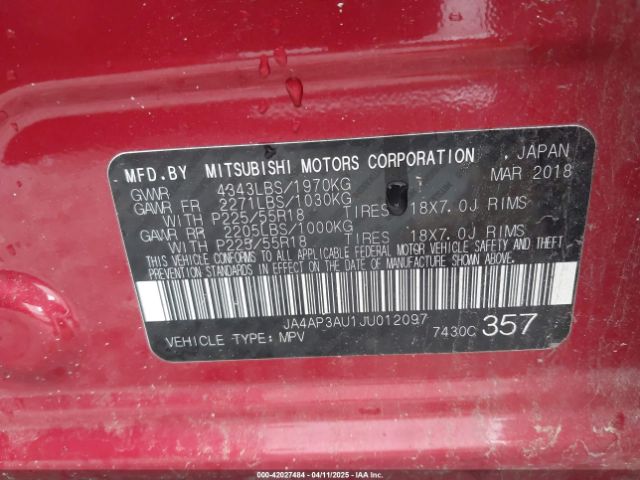 MFD.BY MITSUBISHI MOTORS CORPORATION , JAPAN
GVWR 4343LBS/1970KG MAR 2018
GAWR FR 2271LBS/1030KG
WITH P225/55R18 TIRES 18X7.0J RIMS
GAWR RR 2205LBS/1000KG
WITH P225/55R18 TIRES 18X7.0J RIMS
THIS VEHICLE CONFORMS TO ALL APPLICABLE FEDERAL MOTOR VEHICLE SAFETY AND THEFT
PREVENTION STANDARDS IN EFFECT ON THE DATE OF MANUFACTURE SHOWN ABOVE.
JA4AP3AU1JU012097
VEHICLE TYPE: MPV 7430C 357
000-42027484 - 04/11/2025 - IAAI.COM